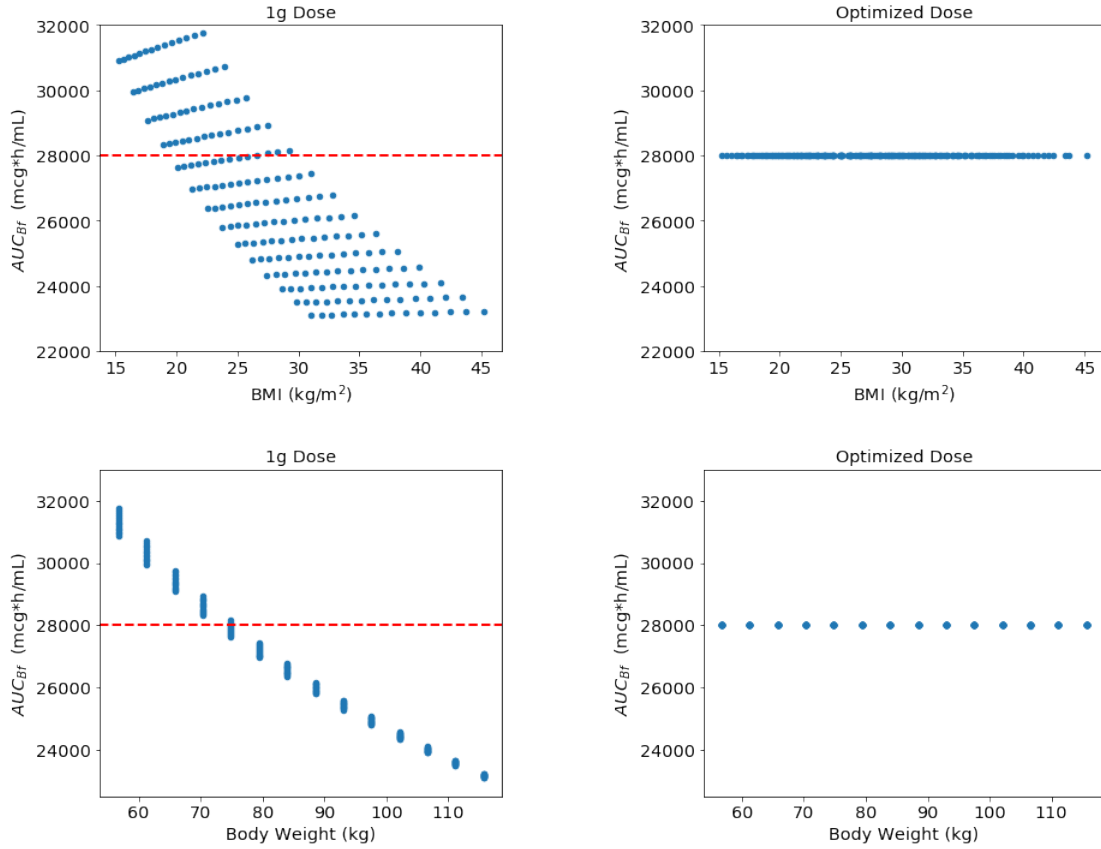 1g Dose
32000
30000
28000
26000
24000
22000
AUC_Bf (mcg*h/mL)
15 20 25 30 35 40 45
BMI (kg/m²)
Optimized Dose
32000
30000
28000
26000
24000
22000
AUC_Bf (mcg*h/mL)
15 20 25 30 35 40 45
BMI (kg/m²)
1g Dose
32000
30000
28000
26000
24000
AUC_Bf (mcg*h/mL)
60 70 80 90 100 110
Body Weight (kg)
Optimized Dose
32000
30000
28000
26000
24000
AUC_Bf (mcg*h/mL)
60 70 80 90 100 110
Body Weight (kg)